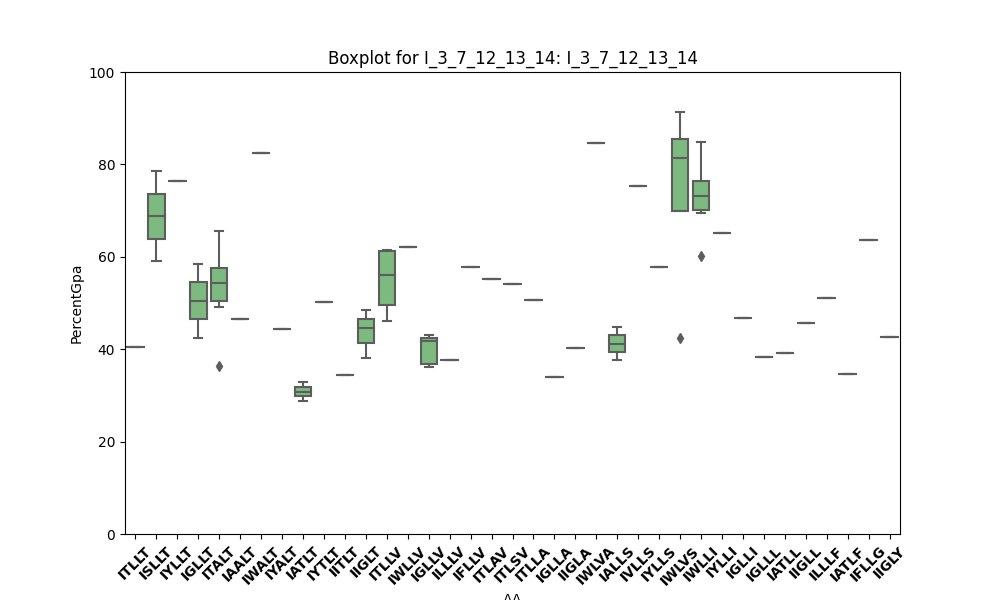 Boxplot for I_3_7_12_13_14: I_3_7_12_13_14
PercentGpa
100
80
60
40
20
0
ITLLT
ISLLT
IYLLT
IGLLT
ITALT
IAALT
IWALT
IYALT
IATLT
IYTLT
IITLT
IIGLT
ITLLV
IWLLV
IGLLV
ILLLV
IFLLV
ITLAV
ITLSV
ITLLA
IGLLA
IIGLA
IWLVA
IALLS
IVLLS
IYLLS
IWLVS
IWLLI
IYLLI
IGLLI
IGLLL
IATLL
IIGLL
ILLLF
IATLF
IFLLG
IIGLY